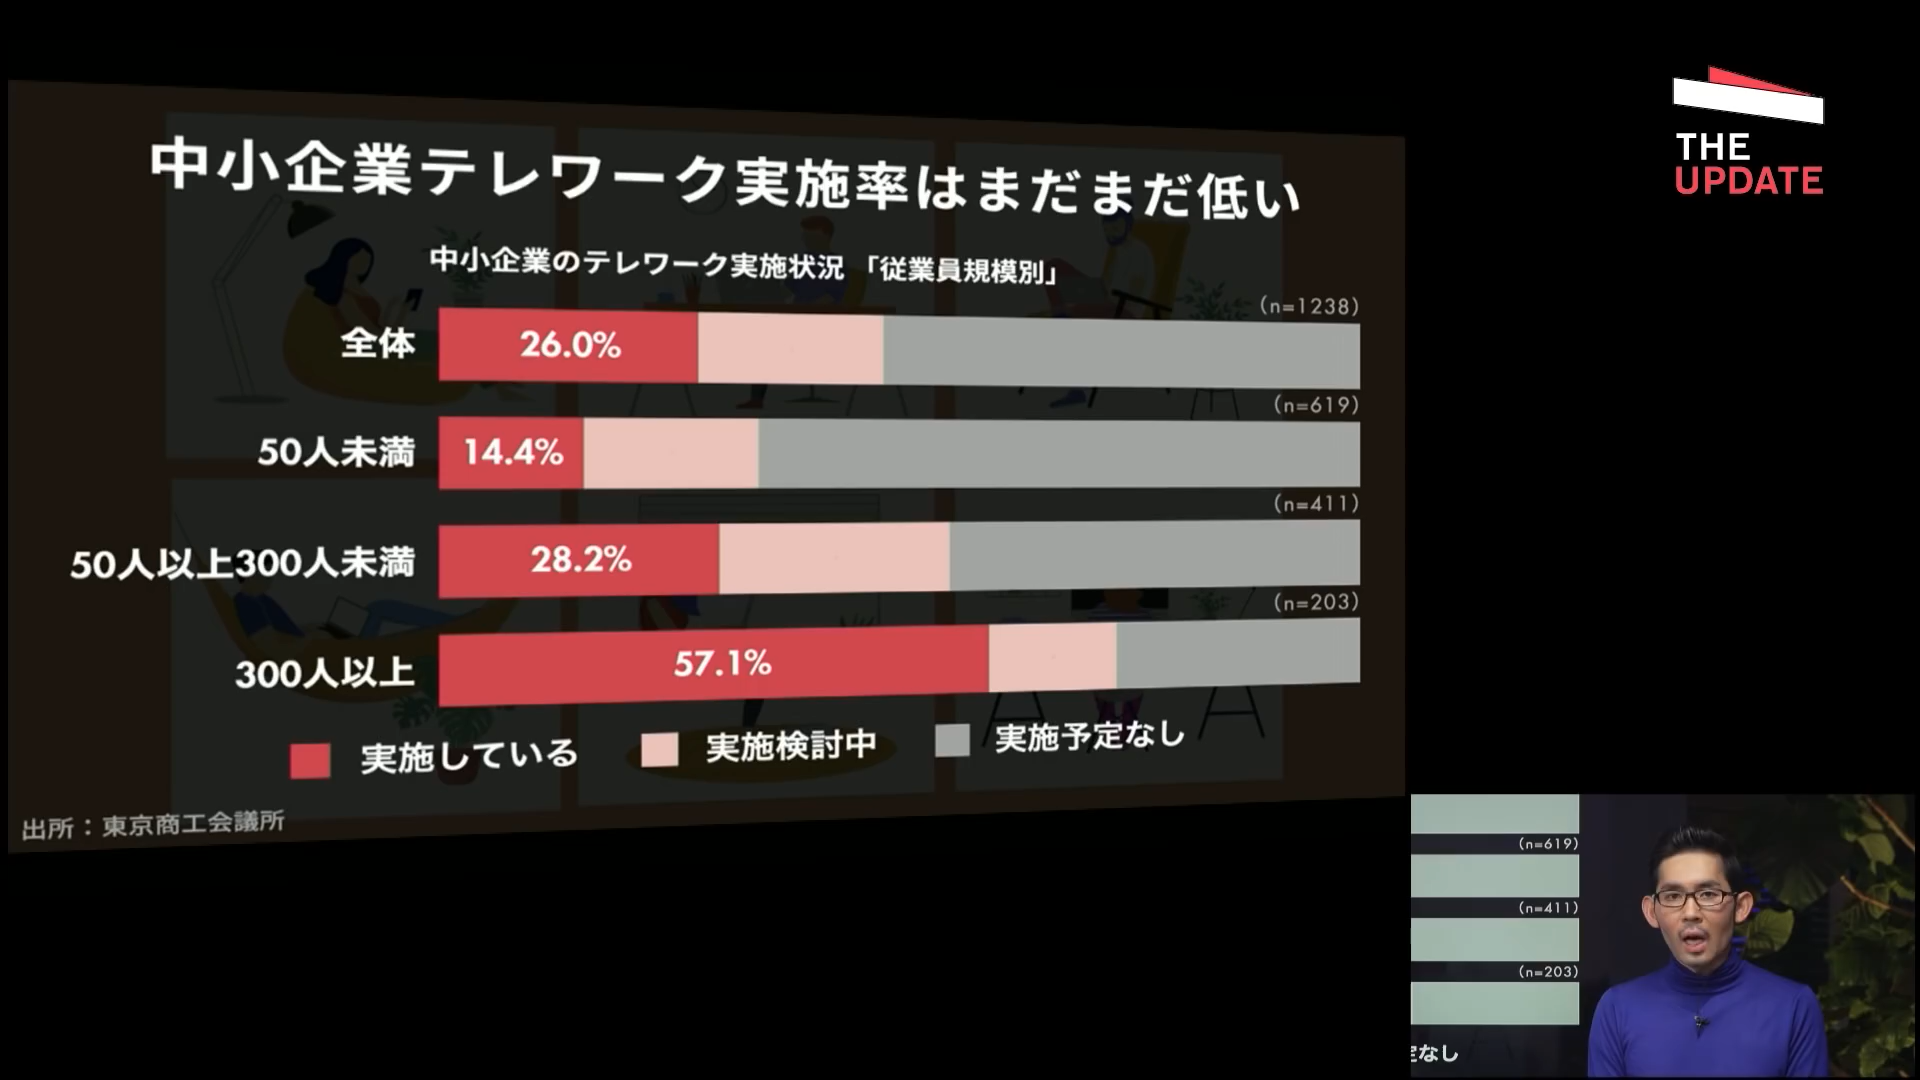 THE
UPDATE
中小企業テレワーク実施率はまだまだ低い
中小企業のテレワーク実施状況 「従業員規模別」
(n=1238)
全体
26.0%
(n=619)
50人未満
14.4%
(n=411)
50人以上300人未満
28.2%
(n=203)
300人以上
57.1%
実施している
実施検討中
実施予定なし
出所：東京商工会議所
(n=619)
(n=411)
(n=203)
定なし